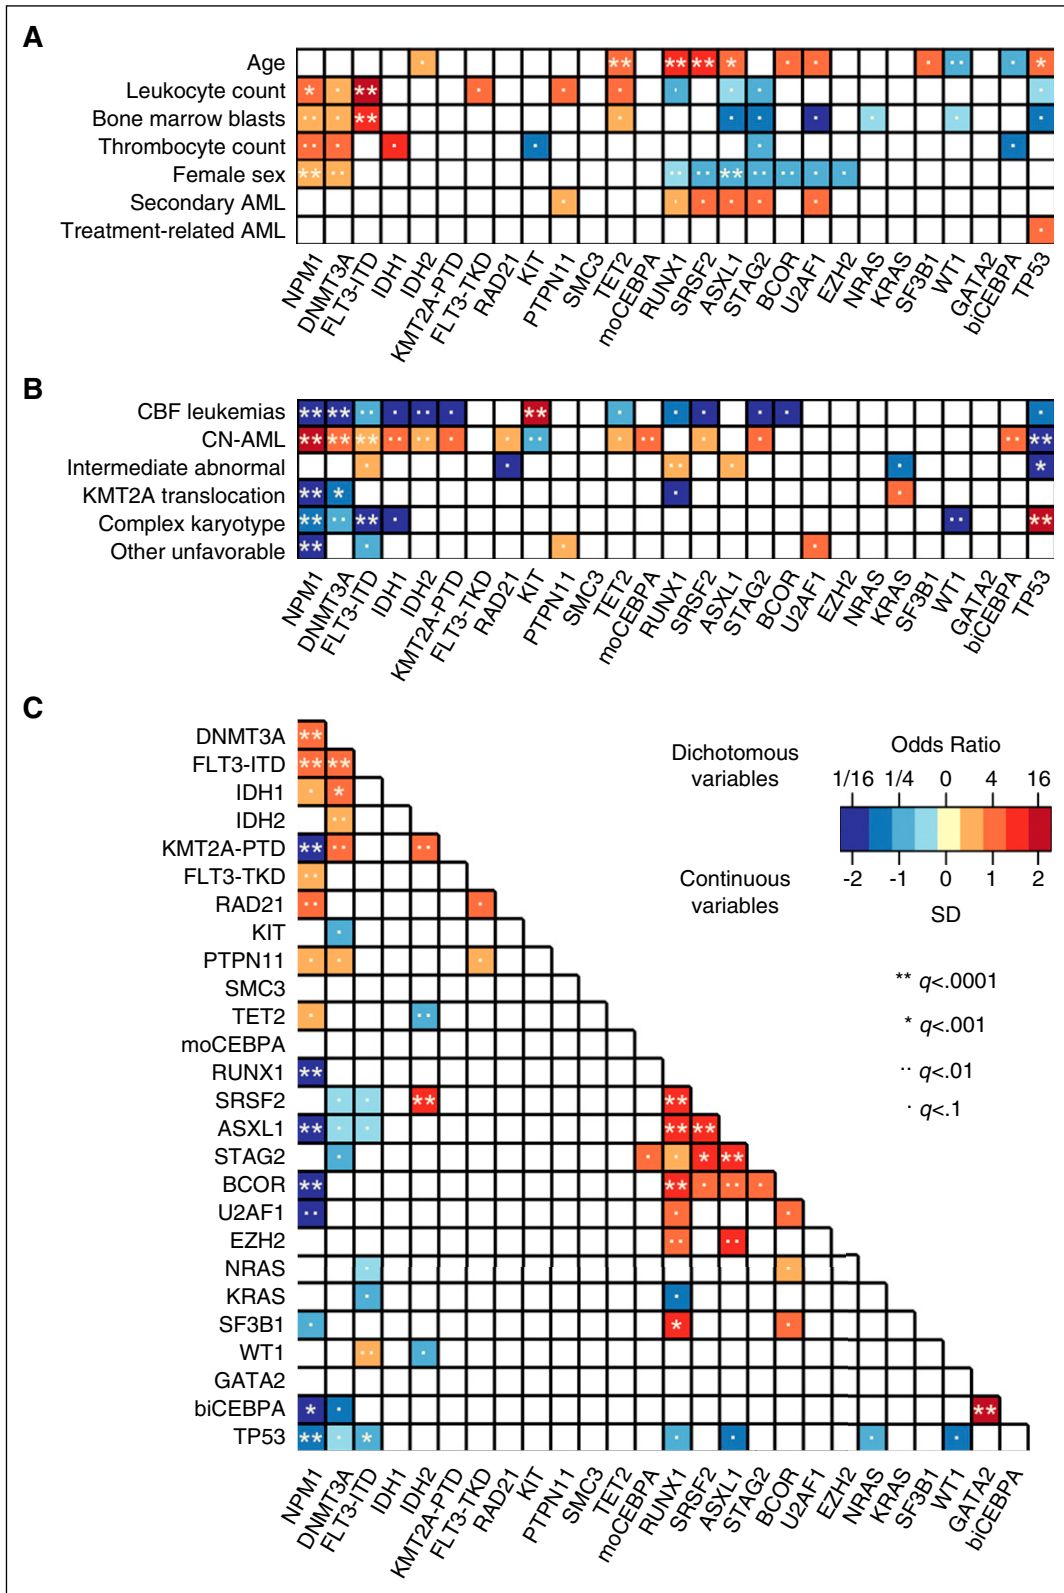 A
Age
Leukocyte count
Bone marrow blasts
Thrombocyte count
Female sex
Secondary AML
Treatment-related AML
NPM1 DNMT3A FLT3-ITD IDH1 IDH2 KMT2A-PTD FLT3-TKD RAD21 KIT PTPN11 SMC3 TET2 moCEBPA RUNX1 SRSF2 ASXL1 STAG2 BCOR U2AF1 EZH2 NRAS KRAS SF3B1 WT1 GATA2 biCEBPA TP53
B
CBF leukemias
CN-AML
Intermediate abnormal
KMT2A translocation
Complex karyotype
Other unfavorable
NPM1 DNMT3A FLT3-ITD IDH1 IDH2 KMT2A-PTD FLT3-TKD RAD21 KIT PTPN11 SMC3 TET2 moCEBPA RUNX1 SRSF2 ASXL1 STAG2 BCOR U2AF1 EZH2 NRAS KRAS SF3B1 WT1 GATA2 biCEBPA TP53
C
DNMT3A
FLT3-ITD
IDH1
IDH2
KMT2A-PTD
FLT3-TKD
RAD21
KIT
PTPN11
SMC3
TET2
moCEBPA
RUNX1
SRSF2
ASXL1
STAG2
BCOR
U2AF1
EZH2
NRAS
KRAS
SF3B1
WT1
GATA2
biCEBPA
TP53
NPM1 DNMT3A FLT3-ITD IDH1 IDH2 KMT2A-PTD FLT3-TKD RAD21 KIT PTPN11 SMC3 TET2 moCEBPA RUNX1 SRSF2 ASXL1 STAG2 BCOR U2AF1 EZH2 NRAS KRAS SF3B1 WT1 GATA2 biCEBPA
Dichotomous
variables
Odds Ratio
1/16 1/4 0 4 16
Continuous
variables
-2 -1 0 1 2
SD
** q<.0001
* q<.001
·· q<.01
· q<.1